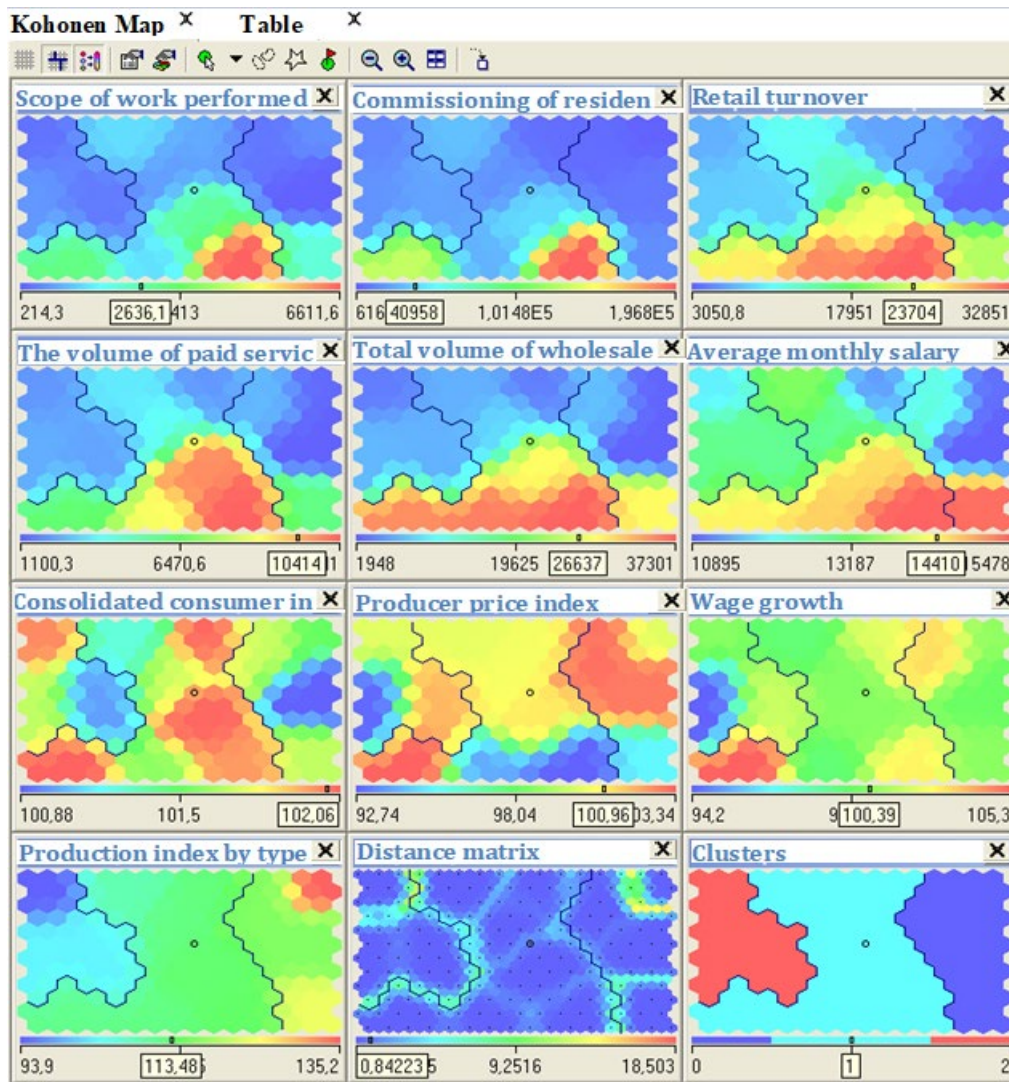 Kohonen Map Table
Scope of work performed Commissioning of residen Retail turnover
214,3 2636,1 413 6611,6 616 40958 1,0148E5 1,968E5 3050,8 17951 23704 32851
The volume of paid servic Total volume of wholesale Average monthly salary
1100,3 6470,6 10414 1948 19625 26637 37301 10895 13187 14410 15478
Consolidated consumer in Producer price index Wage growth
100,88 101,5 102,06 92,74 98,04 100,96 03,34 94,2 9 100,39 105,3
Production index by type Distance matrix Clusters
93,9 113,48 135,2 0,84223 5 9,2516 18,503 0 1 2